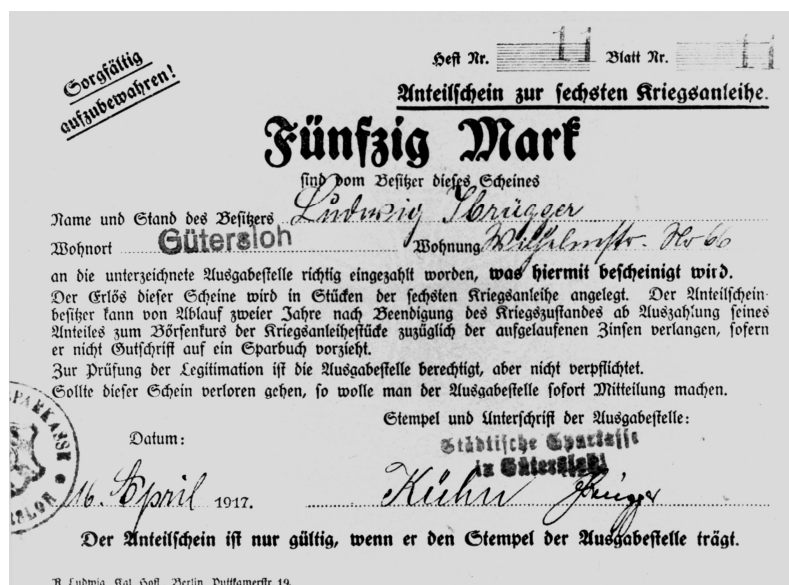 Sorgfältig
aufzubewahren!
Heft Nr. 11 Blatt Nr. 11
Anteilschein zur sechsten Kriegsanleihe.
Fünfzig Mark
sind vom Besitzer dieses Scheines
Name und Stand des Besitzers Ludwig Ibrügger
Wohnort Gütersloh Wohnung Wilhelmstr. No 66
an die unterzeichnete Ausgabestelle richtig eingezahlt worden, was hiermit bescheinigt wird.
Der Erlös dieser Scheine wird in Stücken der sechsten Kriegsanleihe angelegt. Der Anteilschein-
besitzer kann von Ablauf zweier Jahre nach Beendigung des Kriegszustandes ab Auszahlung seines
Anteiles zum Börsenkurs der Kriegsanleihestücke zuzüglich der aufgelaufenen Zinsen verlangen, sofern
er nicht Gutschrift auf ein Sparbuch vorzieht.
Zur Prüfung der Legitimation ist die Ausgabestelle berechtigt, aber nicht verpflichtet.
Sollte dieser Schein verloren gehen, so wolle man der Ausgabestelle sofort Mitteilung machen.
Stempel und Unterschrift der Ausgabestelle:
Datum:
Städtische Sparkasse
in Gütersloh
16. April 1917. Kühn
SPARKASSE
Der Anteilschein ist nur gültig, wenn er den Stempel der Ausgabestelle trägt.
R. Ludwig, Kgl. Hofl., Berlin, Puttkamerstr. 19.